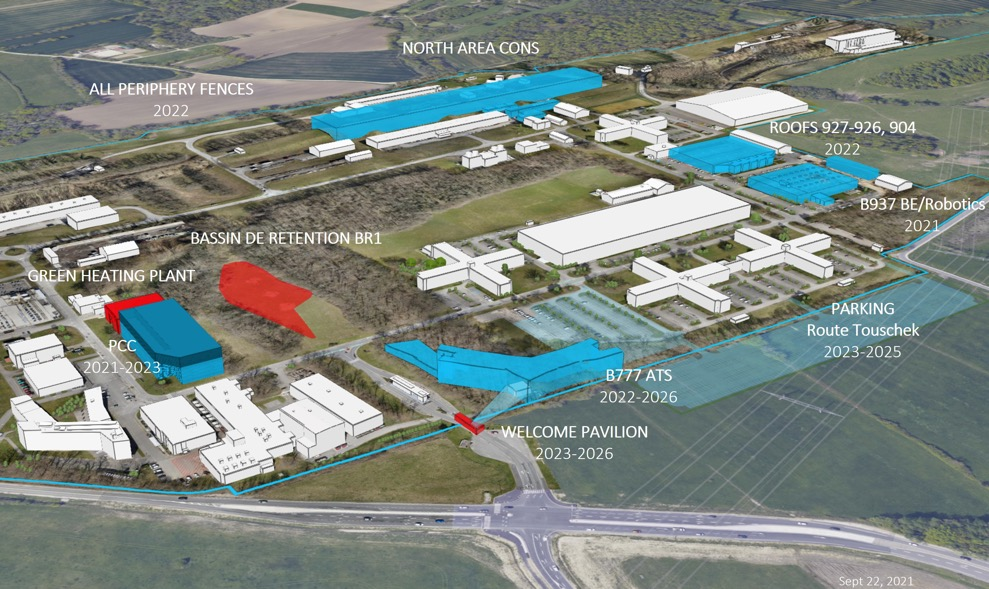 NORTH AREA CONS
ALL PERIPHERY FENCES
2022
ROOFS 927-926, 904
2022
B937 BE/Robotics
2021
BASSIN DE RETENTION BR1
GREEN HEATING PLANT
PCC
2021-2023
PARKING
Route Touschek
2023-2025
B777 ATS
2022-2026
WELCOME PAVILION
2023-2026
Sept 22, 2021